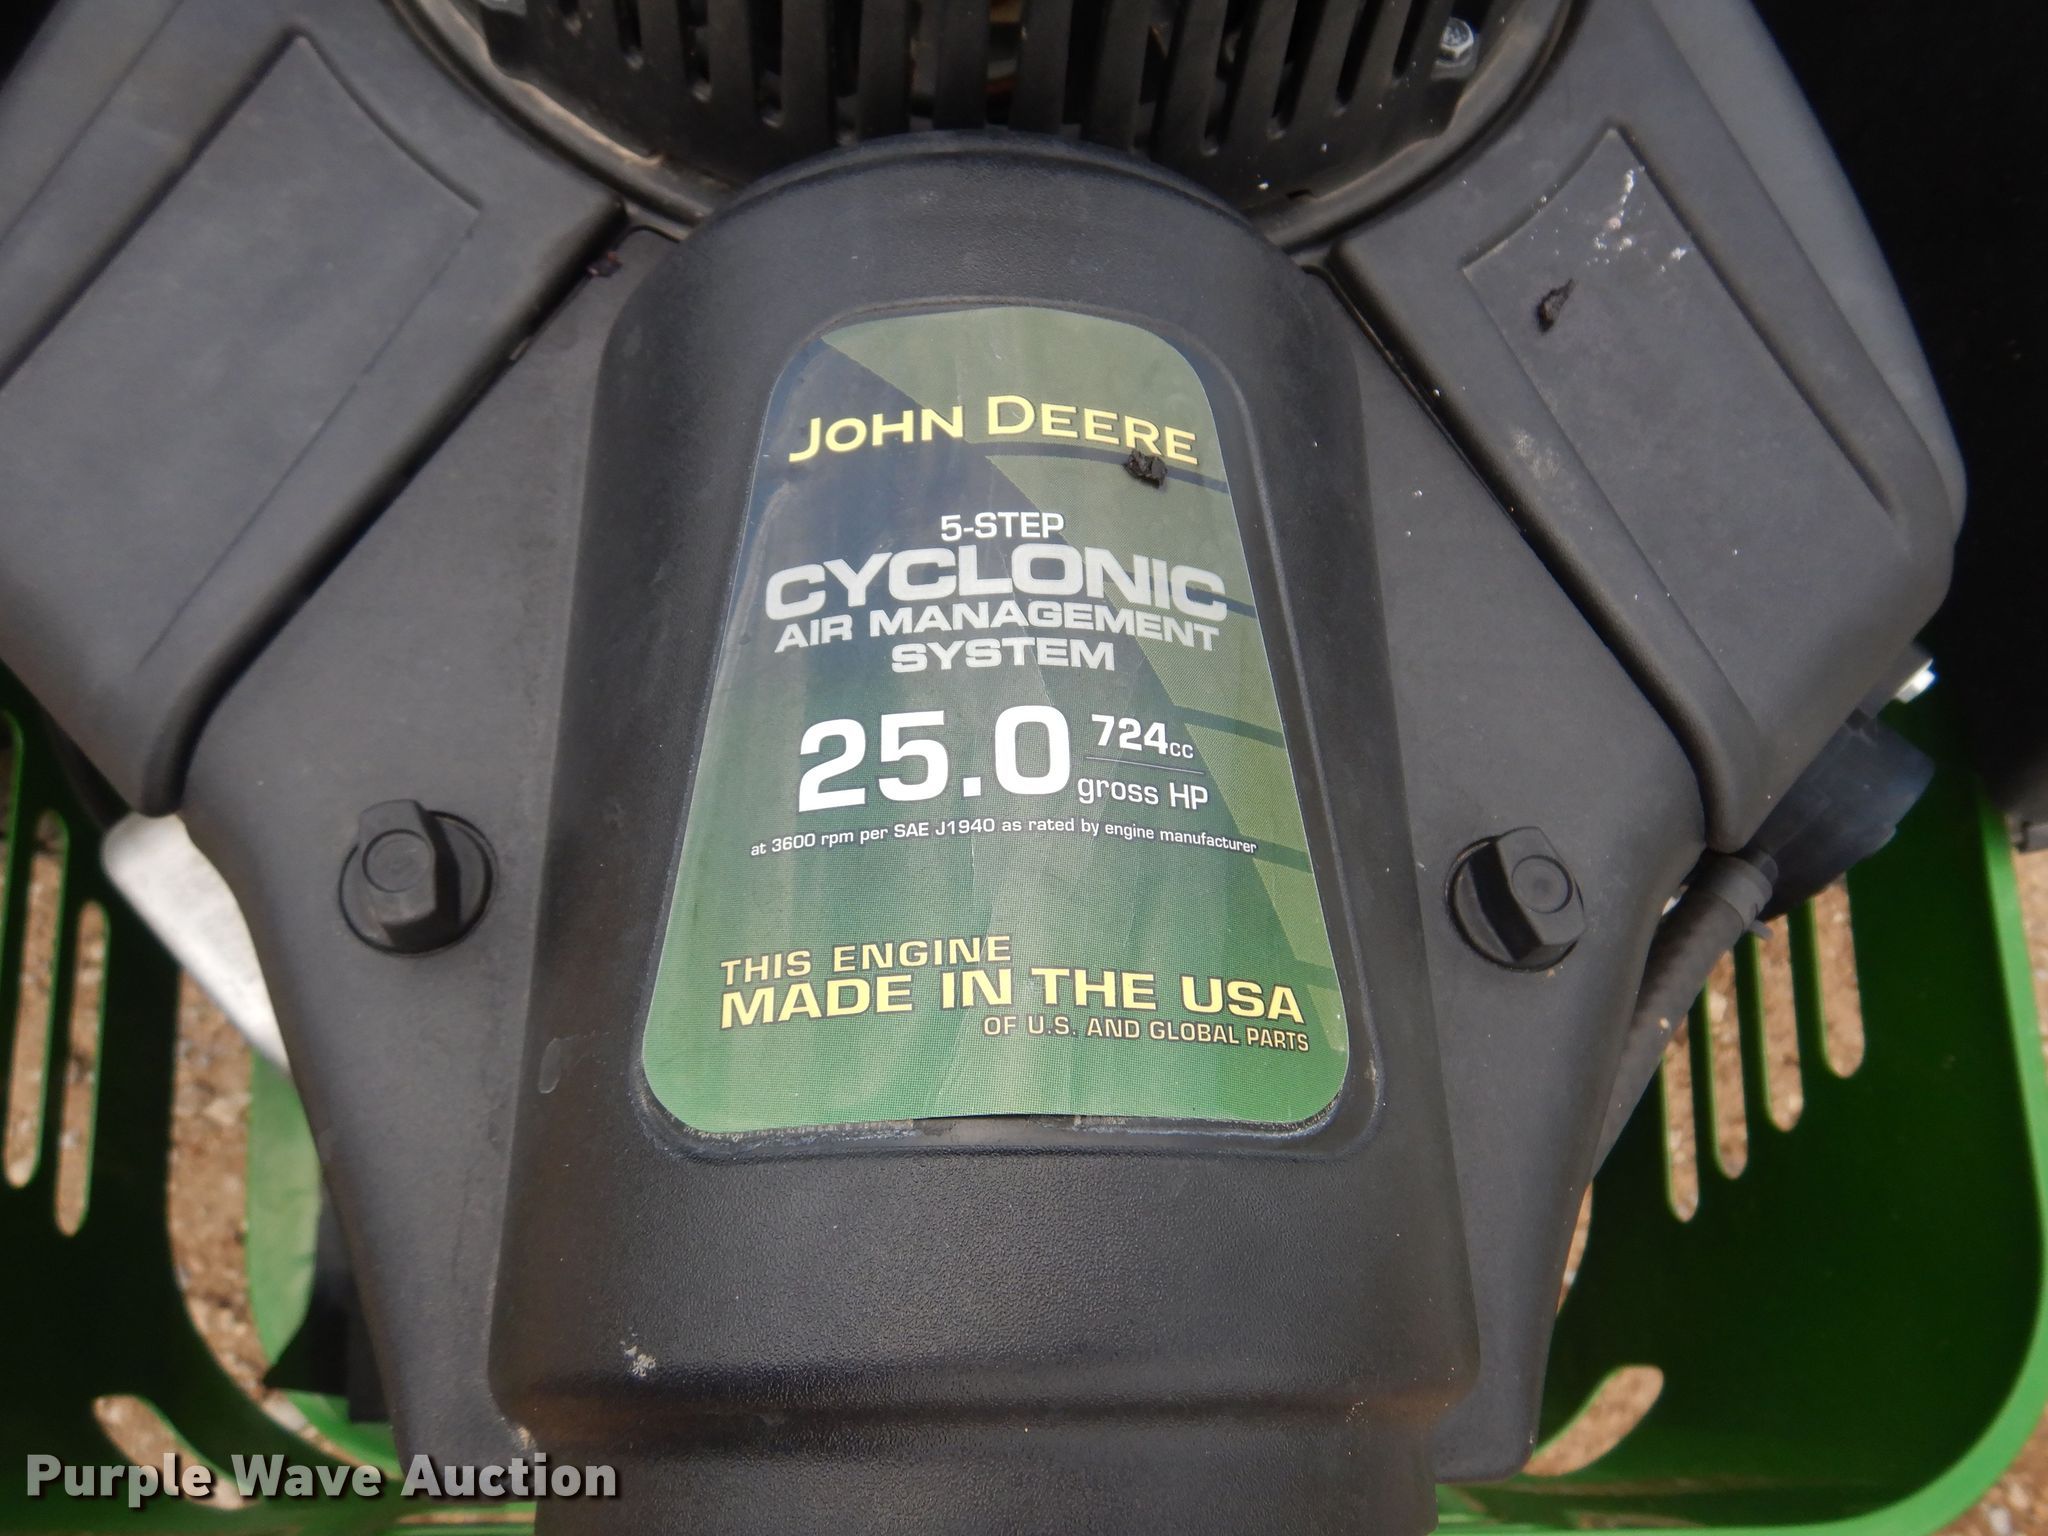 JOHN DEERE
5-STEP
CYCLONIC
AIR MANAGEMENT
SYSTEM
25.0 724cc
gross HP
at 3600 rpm per SAE J1940 as rated by engine manufacturer
THIS ENGINE
MADE IN THE USA
OF U.S. AND GLOBAL PARTS
Purple Wave Auction